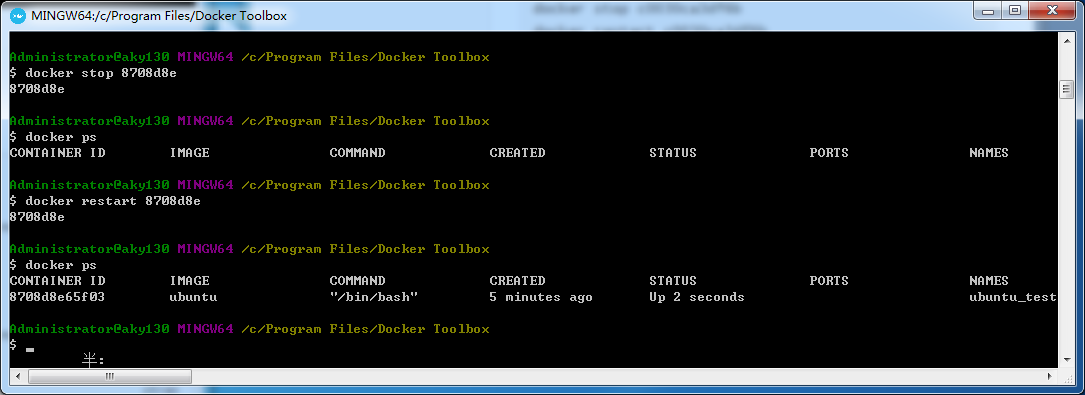 MINGW64:/c/Program Files/Docker Toolbox
Administrator@aky130 MINGW64 /c/Program Files/Docker Toolbox
$ docker stop 8708d8e
8708d8e
Administrator@aky130 MINGW64 /c/Program Files/Docker Toolbox
$ docker ps
CONTAINER ID IMAGE COMMAND CREATED STATUS PORTS NAMES
Administrator@aky130 MINGW64 /c/Program Files/Docker Toolbox
$ docker restart 8708d8e
8708d8e
Administrator@aky130 MINGW64 /c/Program Files/Docker Toolbox
$ docker ps
CONTAINER ID IMAGE COMMAND CREATED STATUS PORTS NAMES
8708d8e65f03 ubuntu "/bin/bash" 5 minutes ago Up 2 seconds ubuntu_test
Administrator@aky130 MINGW64 /c/Program Files/Docker Toolbox
$
半: